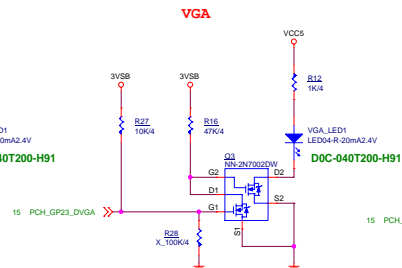 VGA
VCC5
3VSB
3VSB
R12
1K/4
R27
10K/4
R16
47K/4
D1
0mA2.4V
40T200-H91
VGA_LED1
LED04-R-20mA2.4V
D0C-040T200-H91
Q3
NN-2N7002DW
G2
D2
D1
S2
G1
S1
15 PCH_GP23_DVGA
R28
X_100K/4
15 PCH_